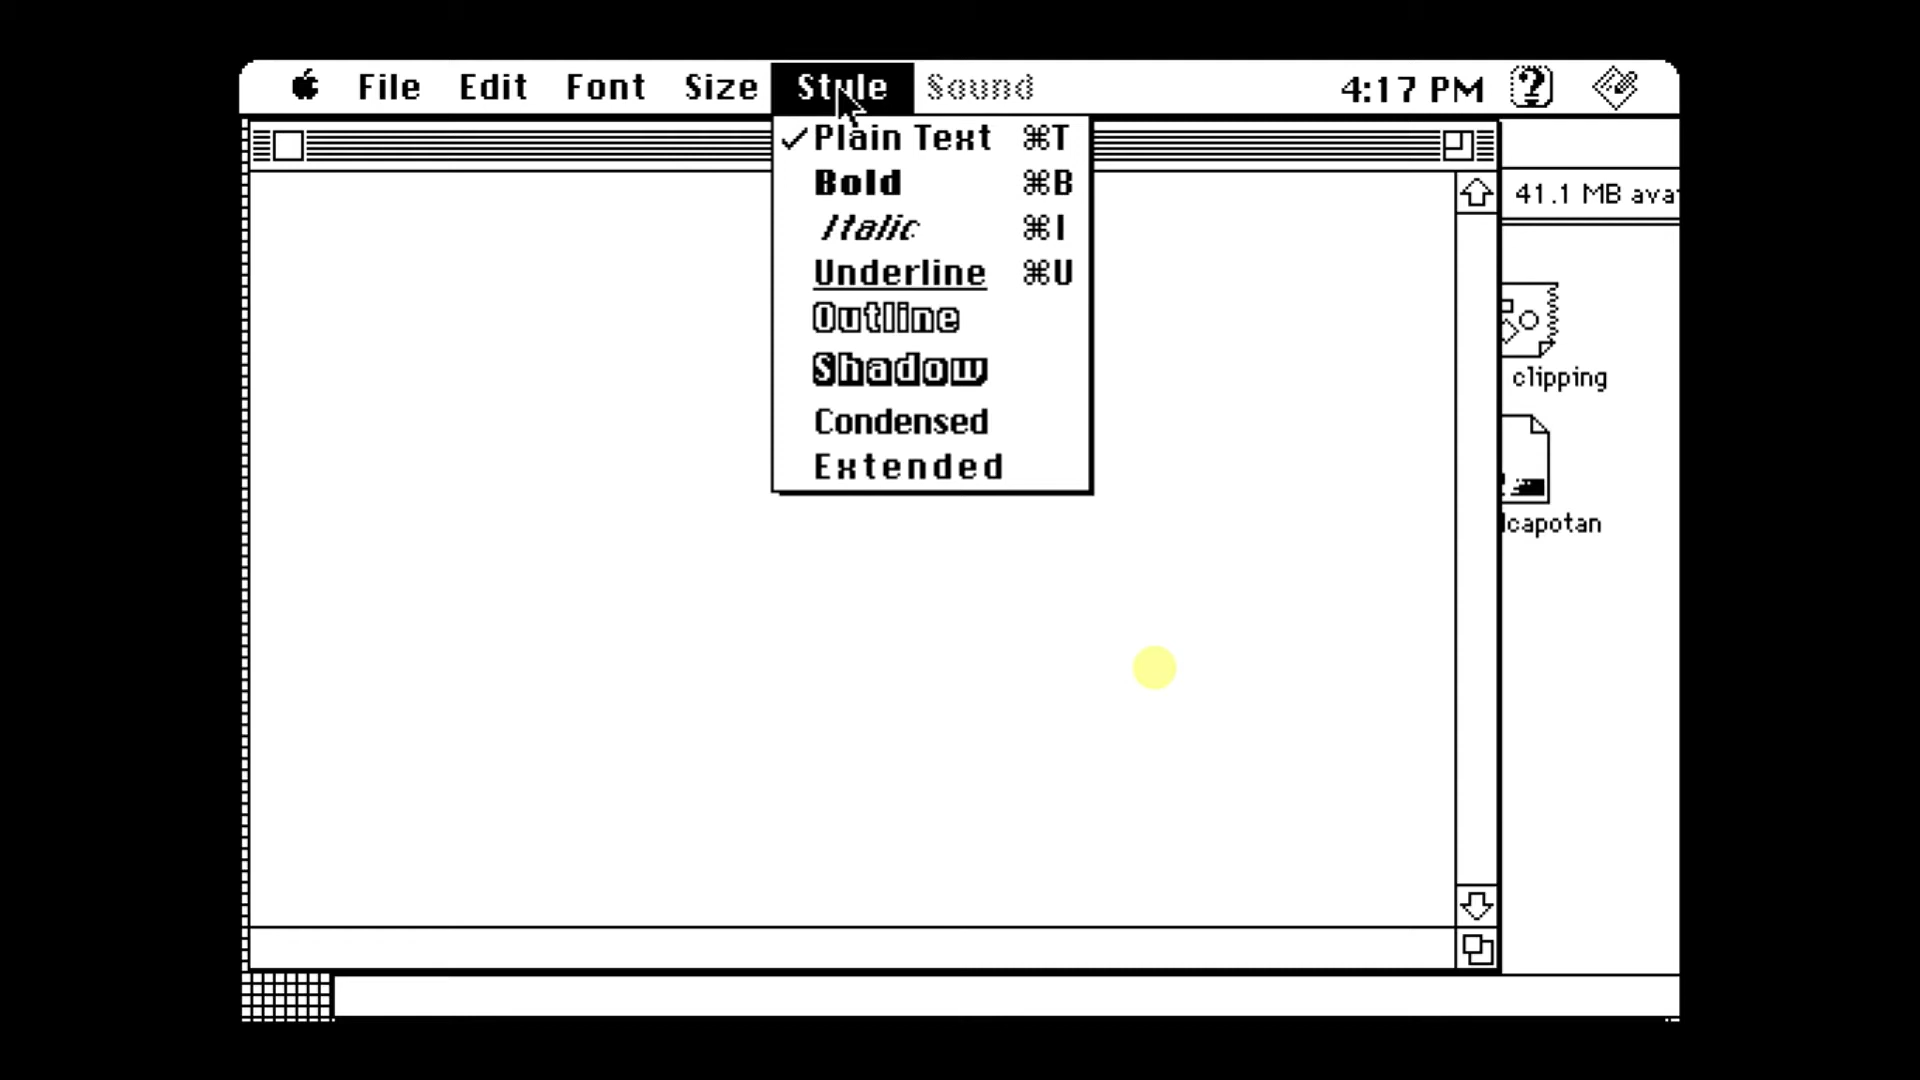 File Edit Font Size Style Sound 4:17 PM
✓Plain Text ⌘T
Bold ⌘B
Italic ⌘I
Underline ⌘U
Outline
Shadow
Condensed
Extended
41.1 MB ava
clipping
lcapotan